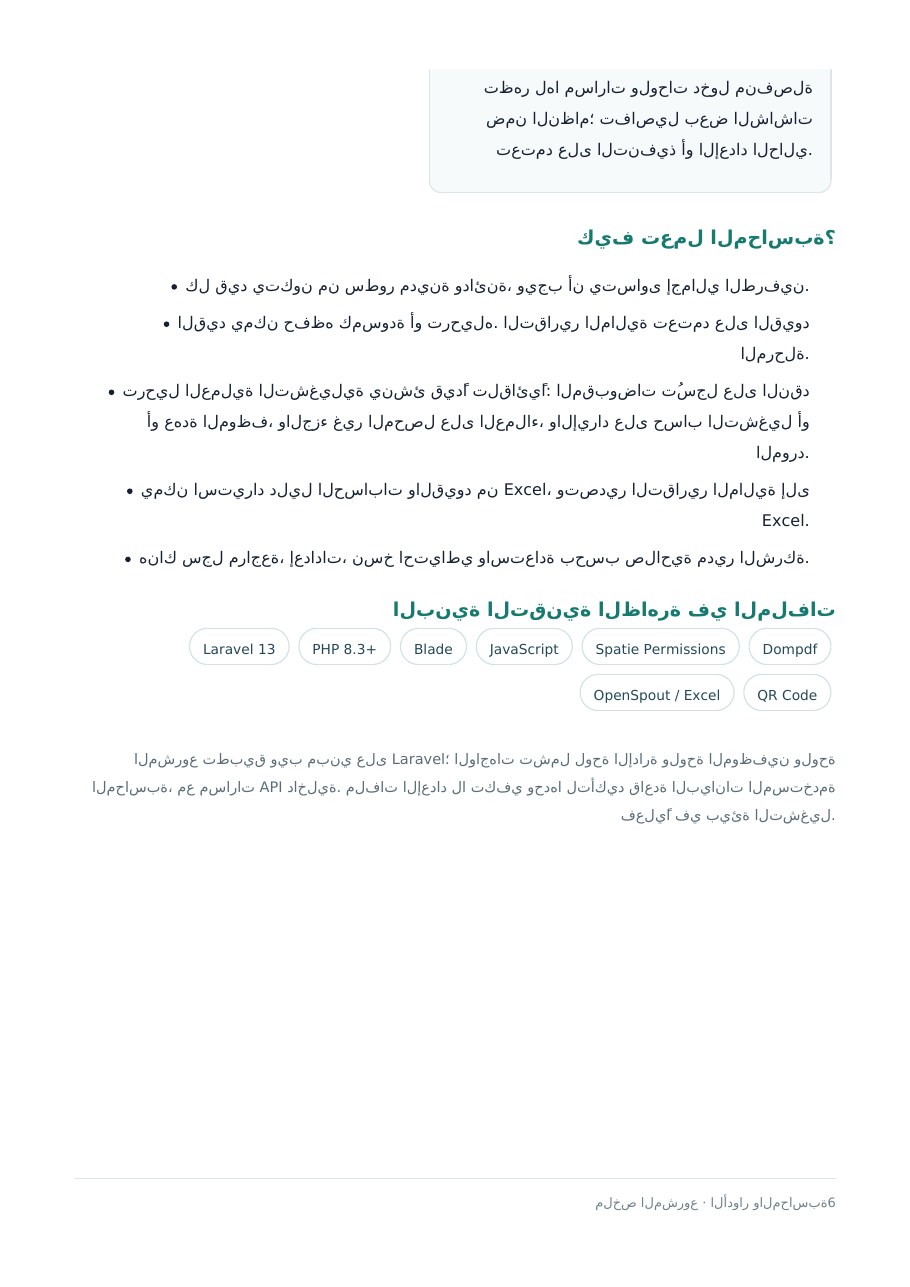 تظهر لها مسارات ولوحات دخول منفصلة
ضمن النظام؛ تفاصيل بعض الشاشات
تعتمد على التنفيذ أو الإعداد الحالي.
كيف تعمل المحاسبة؟
• كل قيد يتكون من سطور مدينة ودائنة، ويجب أن يتساوى إجمالي الطرفين.
• القيد يمكن حفظه كمسودة أو ترحيله. التقارير المالية تعتمد على القيود
المرحلة.
• ترحيل العملية التشغيلية ينشئ قيدًا تلقائيًا: المقبوضات تُسجل على النقد
أو عهدة الموظف، والجزء غير المحصل على العملاء، والإيراد على حساب التشغيل أو
المورد.
• يمكن استيراد دليل الحسابات والقيود من Excel، وتصدير التقارير المالية إلى
Excel.
• هناك سجل مراجعة، إعدادات، نسخ احتياطي واستعادة بحسب صلاحية مدير الشركة.
البنية التقنية الظاهرة في الملفات
Laravel 13 PHP 8.3+ Blade JavaScript Spatie Permissions Dompdf
OpenSpout / Excel QR Code
المشروع تطبيق ويب مبني على Laravel؛ الواجهات تشمل لوحة الإدارة ولوحة الموظفين ولوحة
المحاسبة، مع مسارات API داخلية. ملفات الإعداد لا تكفي وحدها لتأكيد قاعدة البيانات المستخدمة
فعليًا في بيئة التشغيل.
ملخص المشروع · الأدوار والمحاسبة6